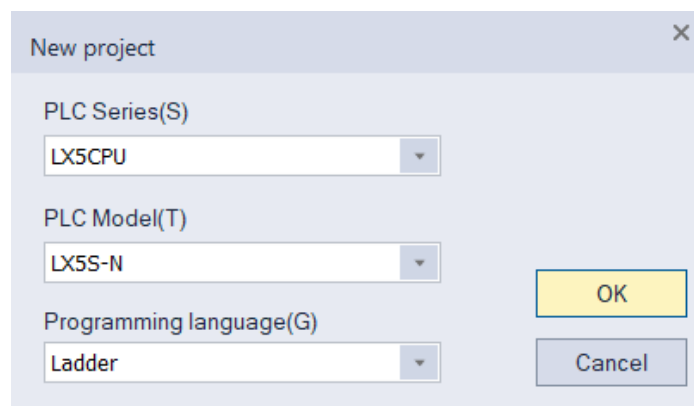 New project
PLC Series(S)
LX5CPU
PLC Model(T)
LX5S-N
OK
Programming language(G)
Ladder
Cancel